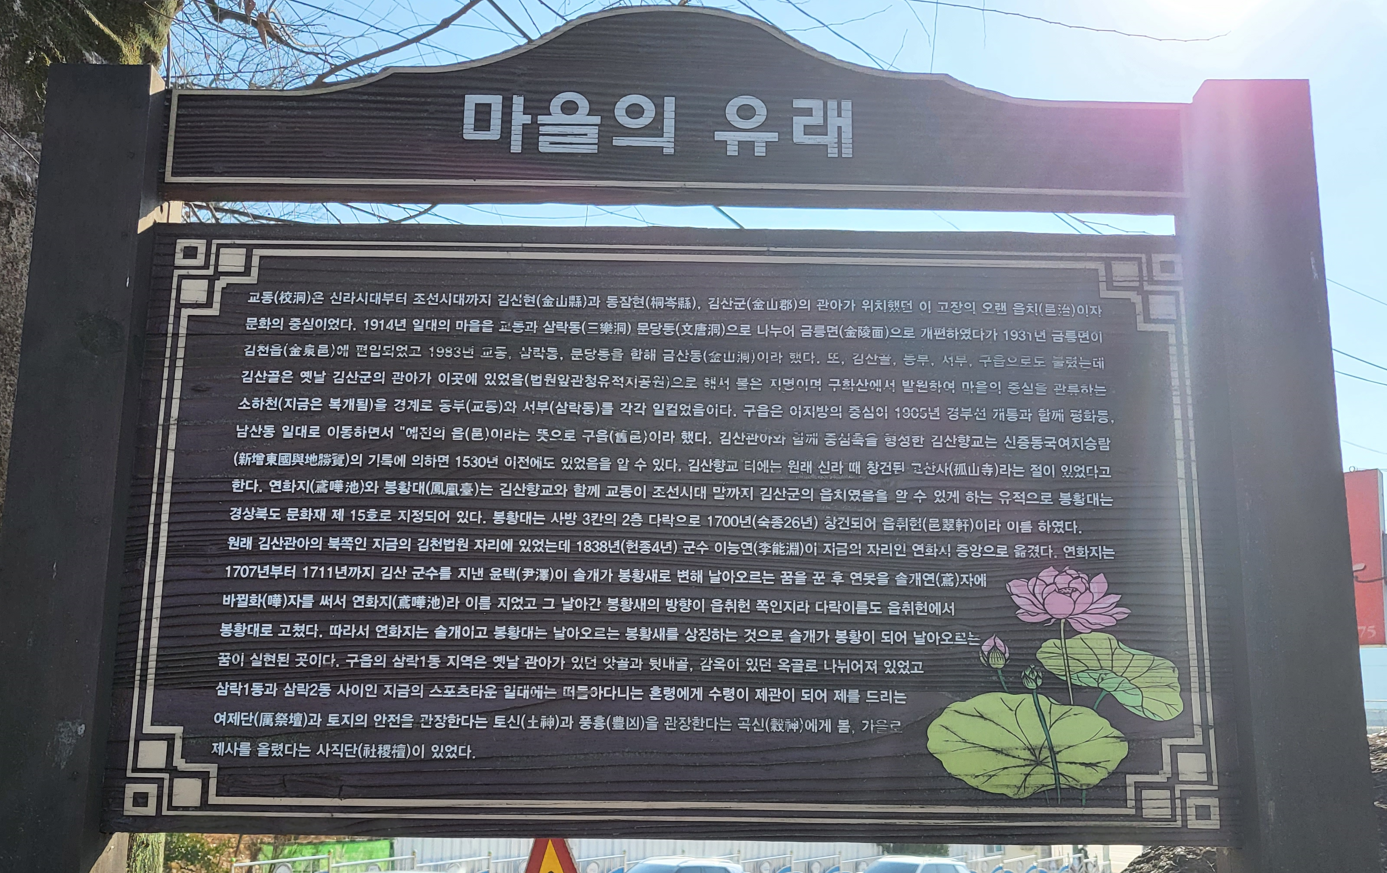 마을의 유래
교동(校洞)은 신라시대부터 조선시대까지 김산현(金山縣)과 동잠현(桐岑縣), 김산군(金山郡)의 관아가 위치했던 이 고장의 오랜 읍치(邑治)이자
문화의 중심이었다. 1914년 일대의 마을을 교동과 삼락동(三樂洞) 문당동(文唐洞)으로 나누어 금릉면(金陵面)으로 개편하였다가 1931년 금릉면이
김천읍(金泉邑)에 편입되었고 1983년 교동, 삼락동, 문당동을 합해 금산동(金山洞)이라 했다. 또, 김산골, 동부, 서부, 구읍으로도 불렸는데
김산골은 옛날 김산군의 관아가 이곳에 있었음(법원앞관청유적지공원)으로 해서 붙은 지명이며 구화산에서 발원하여 마을의 중심을 관류하는
소하천(지금은 복개됨)을 경계로 동부(교동)와 서부(삼락동)를 각각 일컬었음이다. 구읍은 이지방의 중심이 1905년 경부선 개통과 함께 평화동,
남산동 일대로 이동하면서 "예전의 읍(邑)이라는 뜻으로 구읍(舊邑)이라 했다. 김산관아와 함께 중심축을 형성한 김산향교는 신증동국여지승람
(新增東國與地勝覽)의 기록에 의하면 1530년 이전에도 있었음을 알 수 있다. 김산향교 터에는 원래 신라 때 창건된 고산사(孤山寺)라는 절이 있었다고
한다. 연화지(鳶嘩池)와 봉황대(鳳凰臺)는 김산향교와 함께 교동이 조선시대 말까지 김산군의 읍치였음을 알 수 있게 하는 유적으로 봉황대는
경상북도 문화재 제 15호로 지정되어 있다. 봉황대는 사방 3칸의 2층 다락으로 1700년(숙종26년) 창건되어 읍취헌(邑翠軒)이라 이름 하였다.
원래 김산관아의 북쪽인 지금의 김천법원 자리에 있었는데 1838년(헌종4년) 군수 이능연(李能淵)이 지금의 자리인 연화지 중앙으로 옮겼다. 연화지는
1707년부터 1711년까지 김산 군수를 지낸 윤택(尹澤)이 솔개가 봉황새로 변해 날아오르는 꿈을 꾼 후 연못을 솔개연(鳶)자에
바뀔화(嘩)자를 써서 연화지(鳶嘩池)라 이름 지었고 그 날아간 봉황새의 방향이 읍취헌 쪽인지라 다락이름도 읍취헌에서
봉황대로 고쳤다. 따라서 연화지는 솔개이고 봉황대는 날아오르는 봉황새를 상징하는 것으로 솔개가 봉황이 되어 날아오르는
꿈이 실현된 곳이다. 구읍의 삼락1동 지역은 옛날 관아가 있던 앗골과 뒷내골, 감옥이 있던 옥골로 나뉘어져 있었고
삼락1동과 삼락2동 사이인 지금의 스포츠타운 일대에는 떠돌아다니는 혼령에게 수령이 제관이 되어 제를 드리는
여제단(厲祭壇)과 토지의 안전을 관장한다는 토신(土神)과 풍흉(豊凶)을 관장한다는 곡신(穀神)에게 봄, 가을로
제사를 올렸다는 사직단(社稷檀)이 있었다.